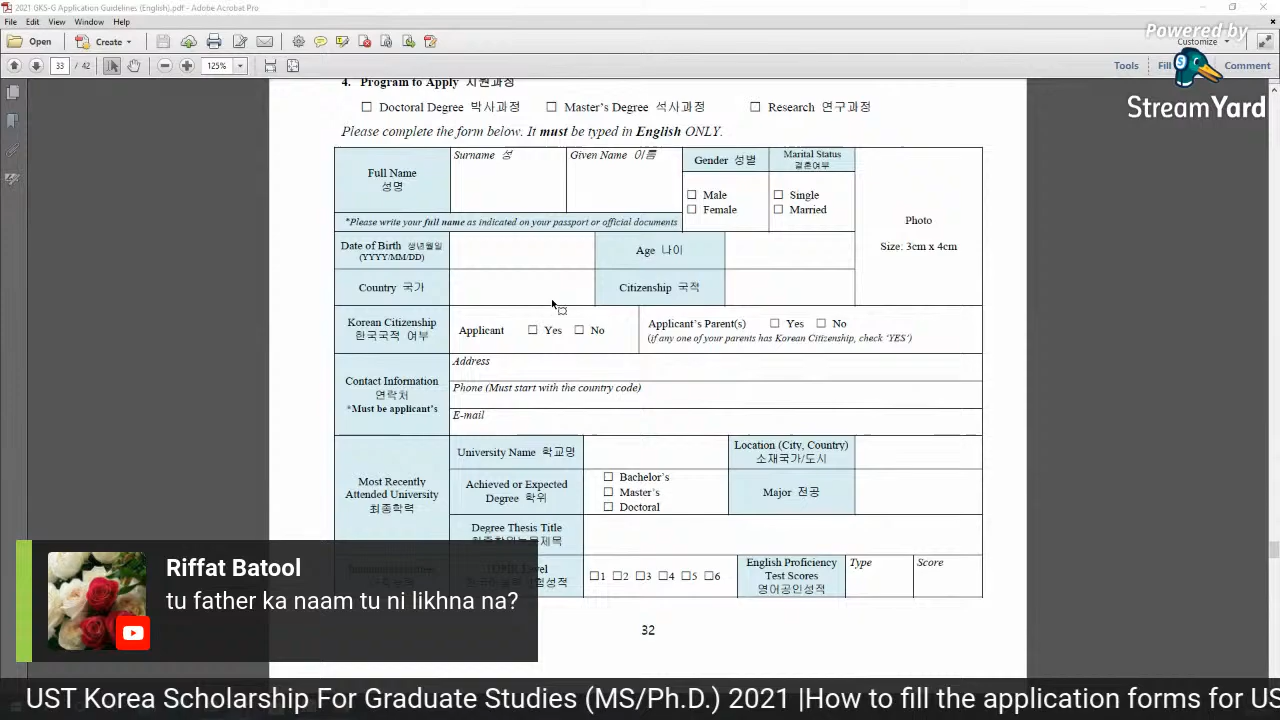 2021 GKS-G Application Guidelines (English).pdf - Adobe Acrobat Pro
File Edit View Window Help
Open Create Customize
33 / 42 125% Tools Fill Comment
Powered by
StreamYard
4. Program to Apply 지원과정
☐ Doctoral Degree 박사과정 ☐ Master's Degree 석사과정 ☐ Research 연구과정
Please complete the form below. It must be typed in English ONLY.
Full Name
성명
Surname 성
Given Name 이름
Gender 성별
Marital Status
결혼여부
☐ Male
☐ Female
☐ Single
☐ Married
Photo
Size: 3cm x 4cm
*Please write your full name as indicated on your passport or official documents
Date of Birth 생년월일
(YYYY/MM/DD)
Age 나이
Country 국가
Citizenship 국적
Korean Citizenship
한국국적 여부
Applicant ☐ Yes ☐ No
Applicant's Parent(s) ☐ Yes ☐ No
(if any one of your parents has Korean Citizenship, check 'YES')
Contact Information
연락처
*Must be applicant's
Address
Phone (Must start with the country code)
E-mail
Most Recently
Attended University
최종학력
University Name 학교명
Location (City, Country)
소재국가/도시
Achieved or Expected
Degree 학위
☐ Bachelor's
☐ Master's
☐ Doctoral
Major 전공
Degree Thesis Title
☐1 ☐2 ☐3 ☐4 ☐5 ☐6
English Proficiency
Test Scores
영어공인성적
Type
Score
32
Riffat Batool
tu father ka naam tu ni likhna na?
UST Korea Scholarship For Graduate Studies (MS/Ph.D.) 2021 |How to fill the application forms for US